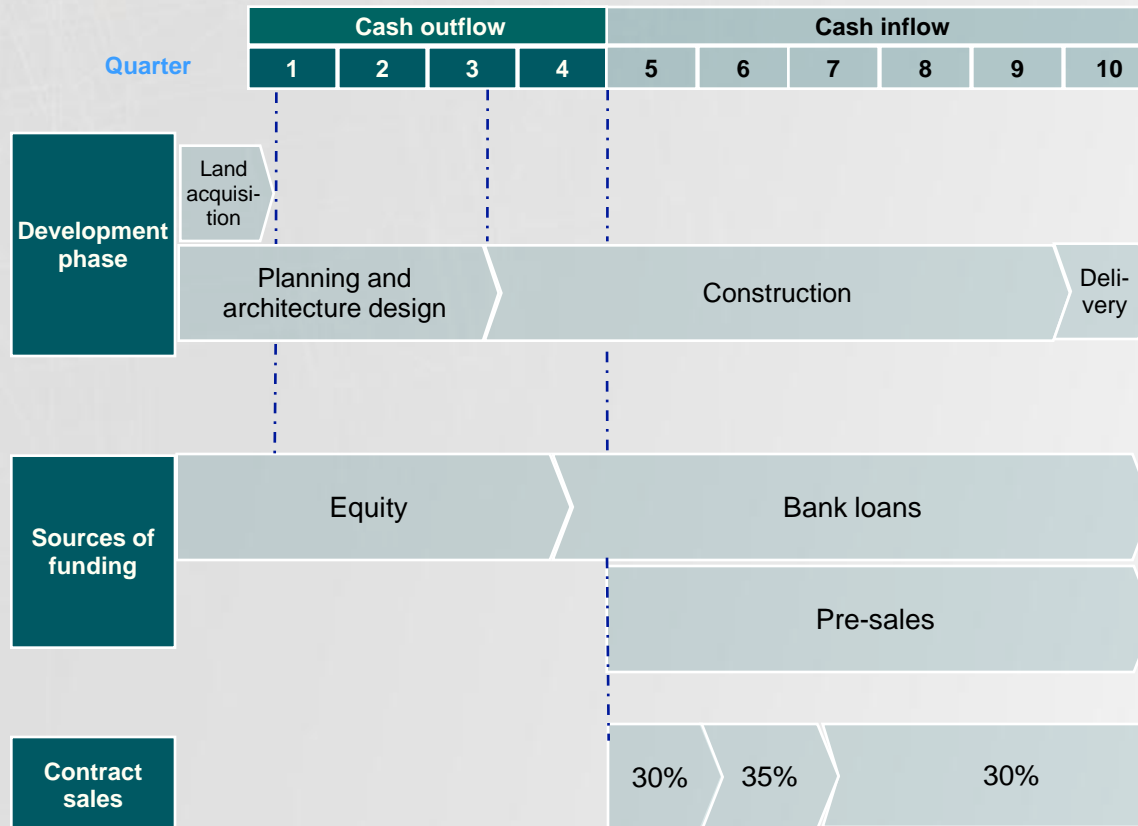 Cash outflow
Cash inflow
Quarter
1
2
3
4
5
6
7
8
9
10
Development
phase
Land
acquisi-
tion
Planning and
architecture design
Construction
Deli-
very
Sources of
funding
Equity
Bank loans
Pre-sales
Contract
sales
30%
35%
30%